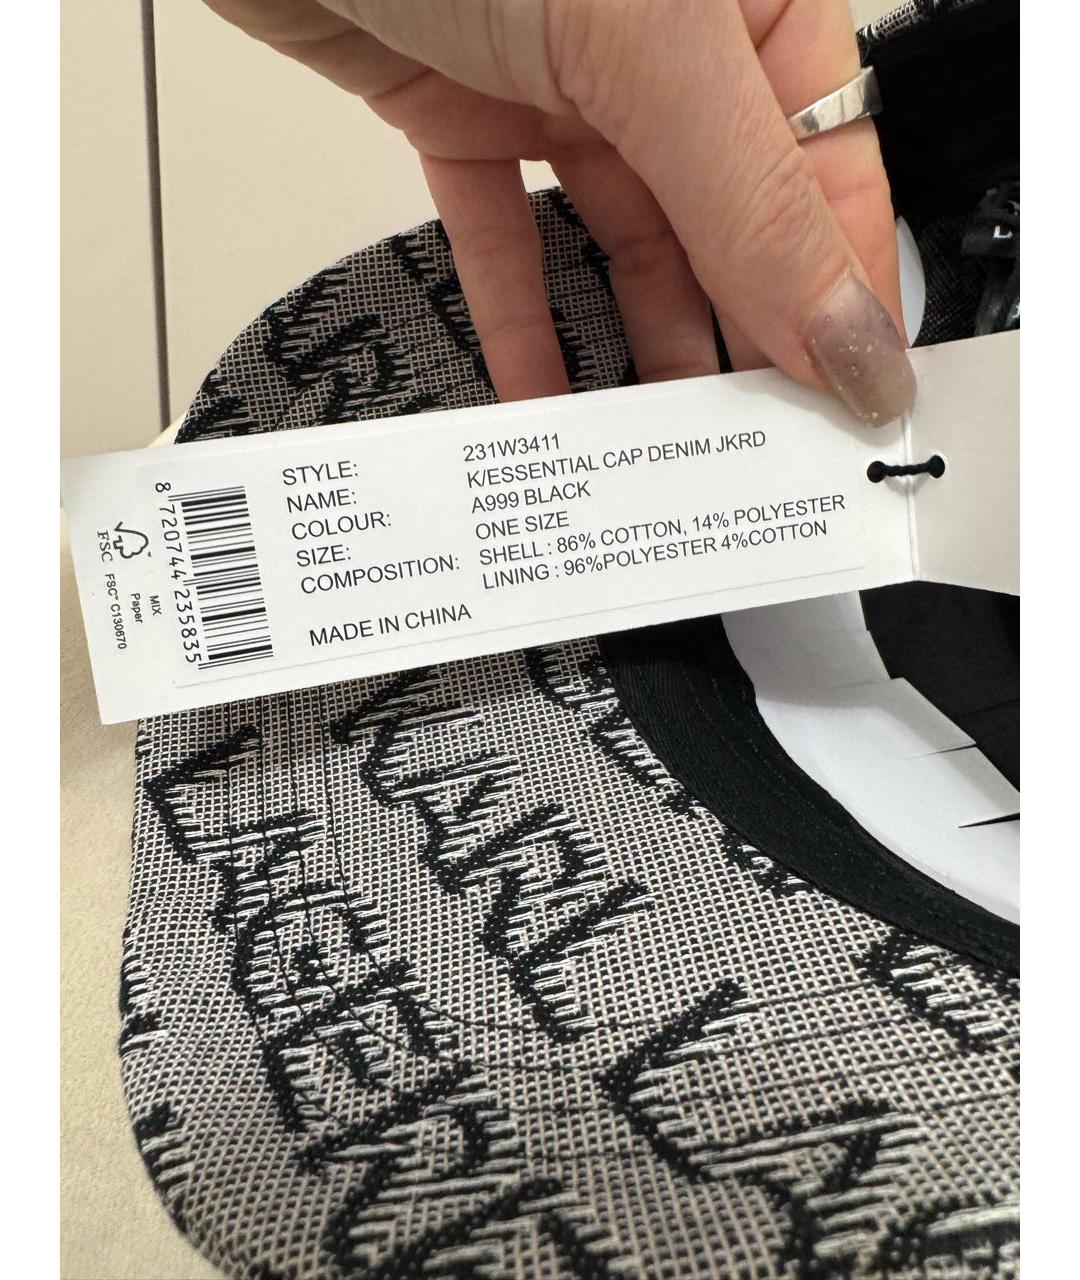 STYLE: 231W3411
NAME: K/ESSENTIAL CAP DENIM JKRD
COLOUR: A999 BLACK
SIZE: ONE SIZE
COMPOSITION: SHELL : 86% COTTON, 14% POLYESTER
LINING : 96%POLYESTER 4%COTTON
MADE IN CHINA
8 720744 235835
FSC
MIX
Paper
FSC™ C130670